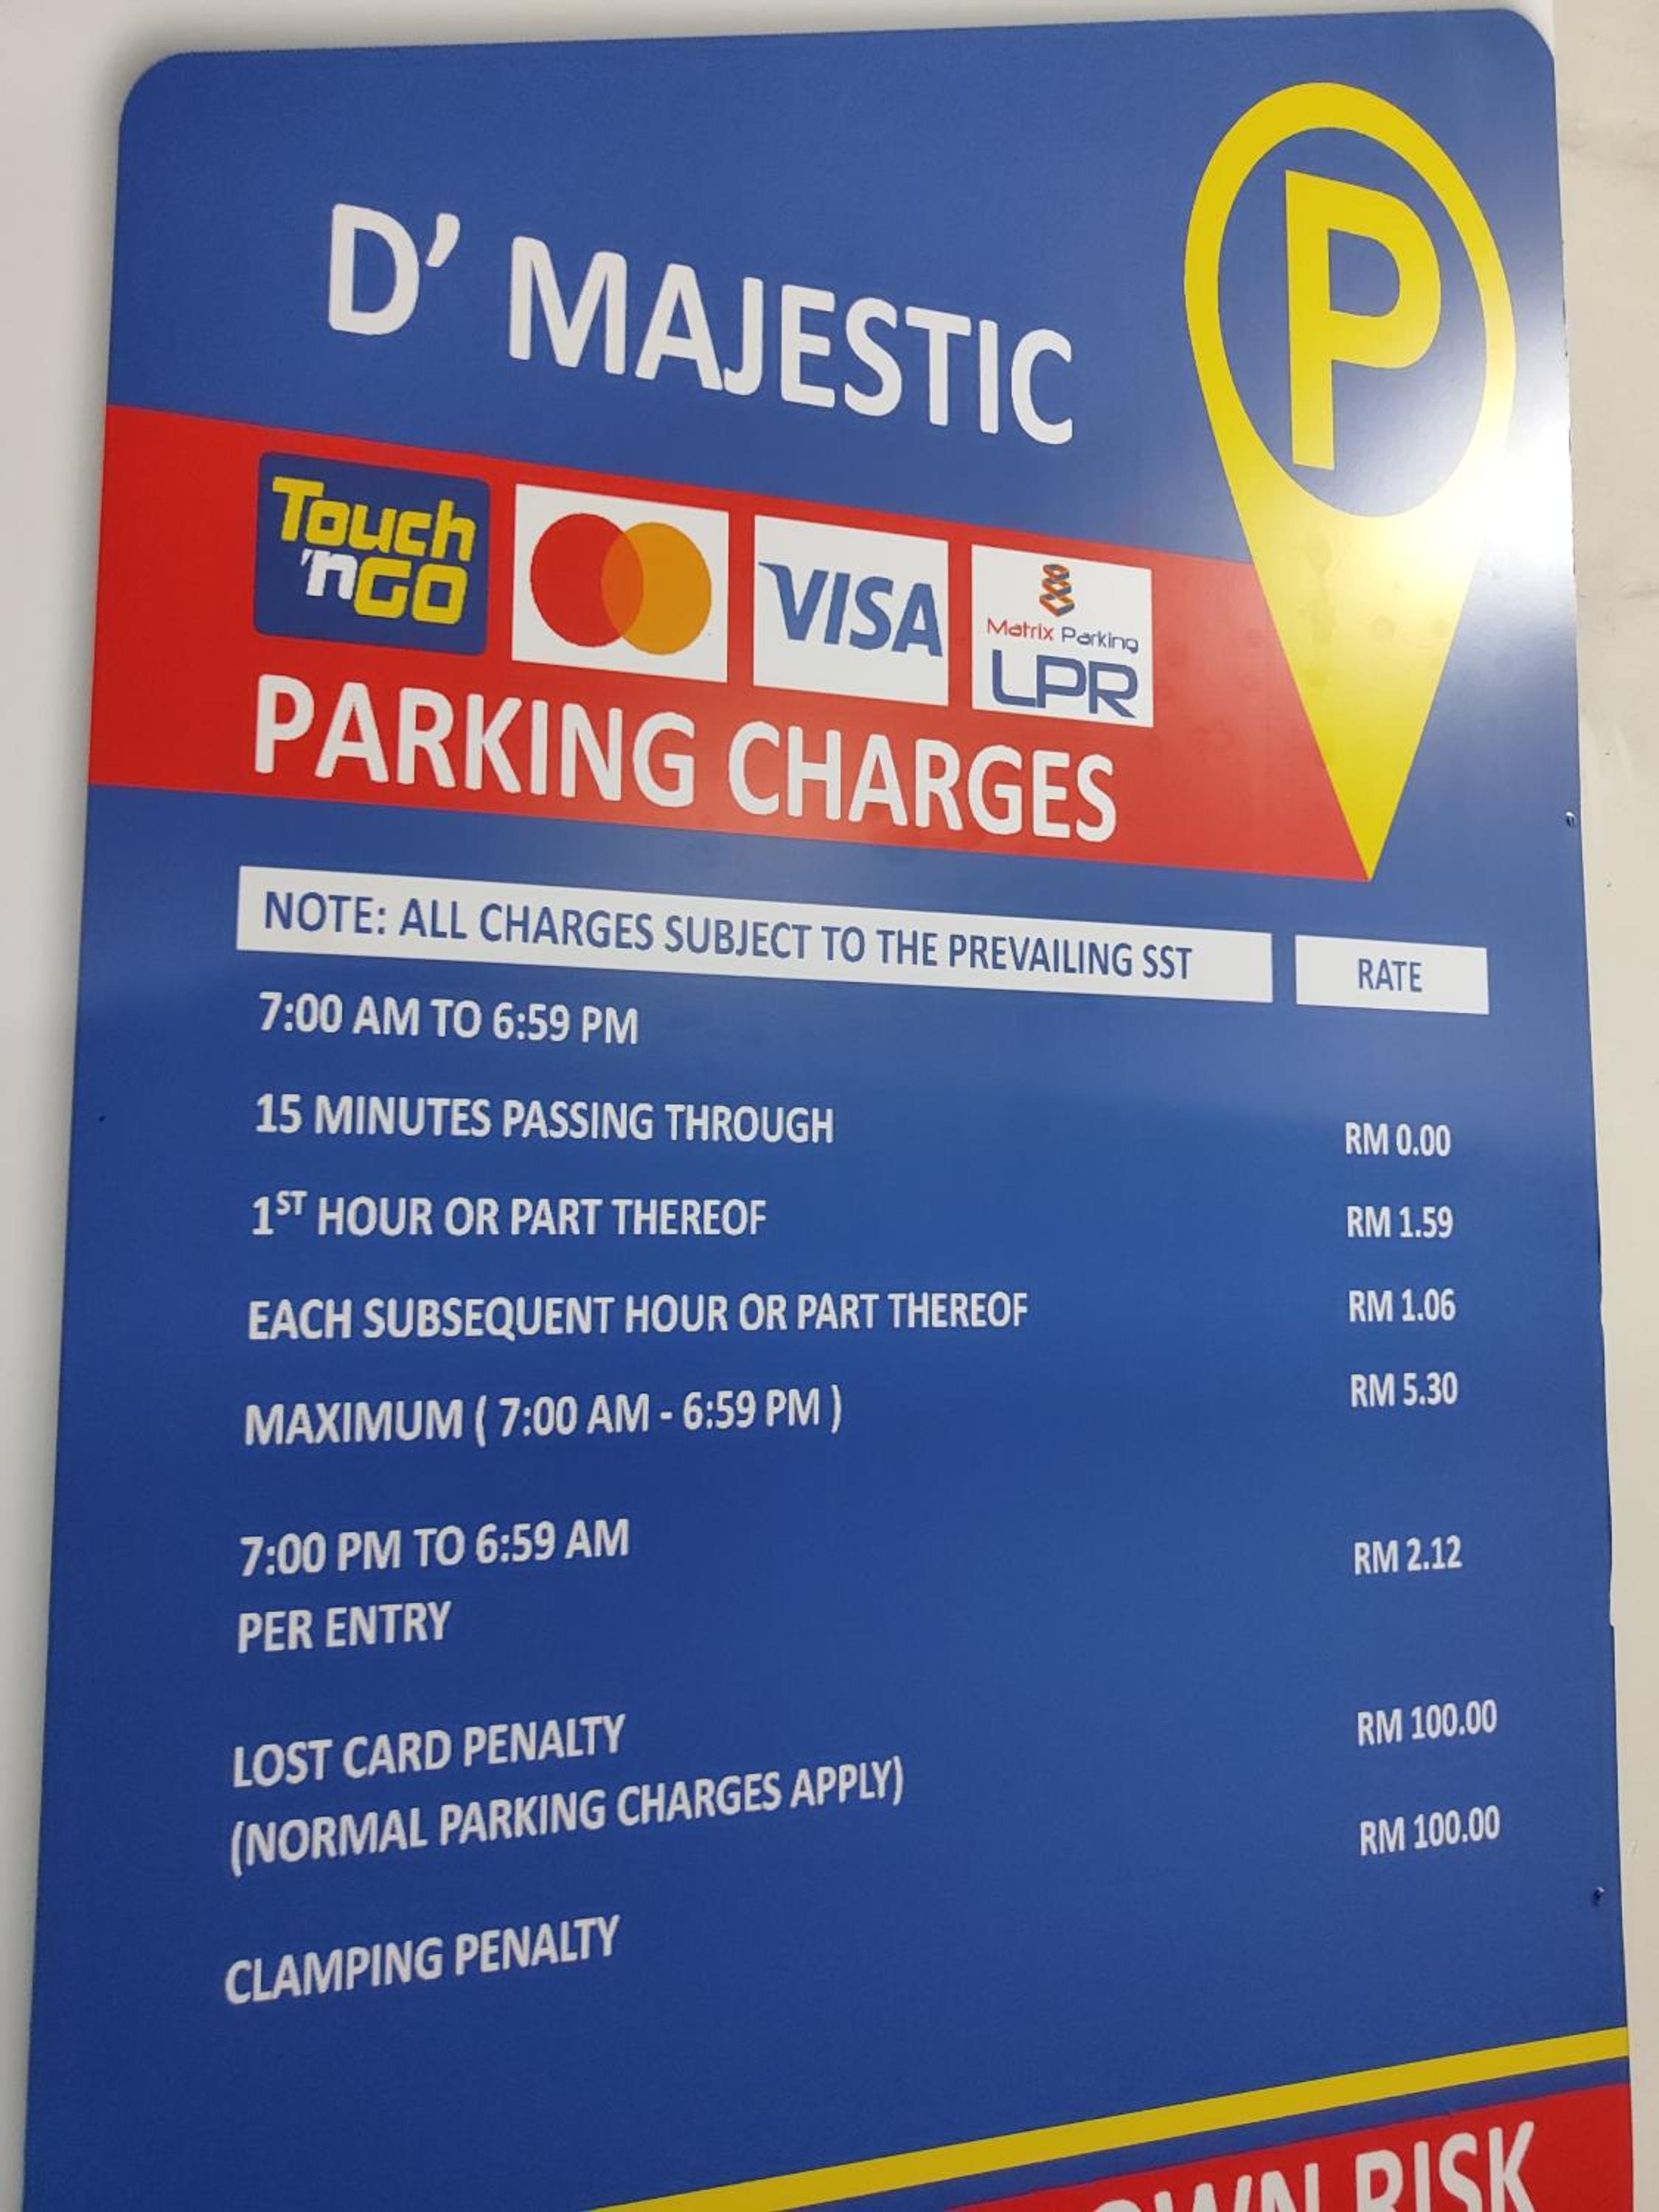 D' MAJESTIC
P
Touch 'nGO
VISA
Matrix Parking
LPR
PARKING CHARGES
NOTE: ALL CHARGES SUBJECT TO THE PREVAILING SST RATE
7:00 AM TO 6:59 PM
15 MINUTES PASSING THROUGH RM 0.00
1ST HOUR OR PART THEREOF RM 1.59
EACH SUBSEQUENT HOUR OR PART THEREOF RM 1.06
MAXIMUM ( 7:00 AM - 6:59 PM ) RM 5.30
7:00 PM TO 6:59 AM RM 2.12
PER ENTRY
LOST CARD PENALTY RM 100.00
(NORMAL PARKING CHARGES APPLY)
CLAMPING PENALTY RM 100.00
OWN RISK